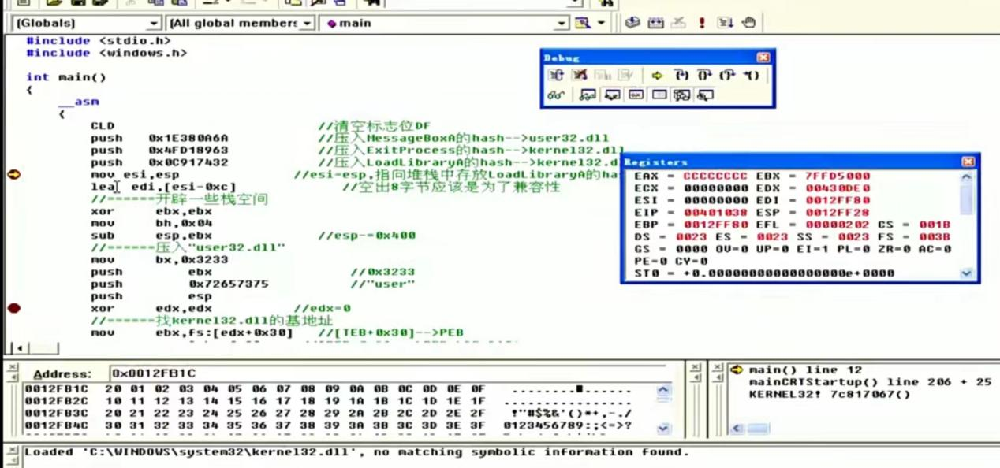 (Globals)
[All global members
main
#include <stdio.h>
#include <windows.h>
int main()
{
__asm
{
CLD //清空标志位DF
push 0x1E380A6A //压入MessageBoxA的hash-->user32.dll
push 0x4FD18963 //压入ExitProcess的hash-->kernel32.dll
push 0x0C917432 //压入LoadLibraryA的hash-->kernel32.d
mov esi,esp //esi=esp,指向堆栈中存放LoadLibraryA的ha
lea edi,[esi-0xc] //空出8字节应该是为了兼容性
//------开辟一些栈空间
xor ebx,ebx
mov bh,0x04
sub esp,ebx //esp-=0x400
//------压入"user32.dll"
mov bx,0x3233
push ebx //0x3233
push 0x72657375 //"user"
push esp
xor edx,edx //edx=0
//------找kernel32.dll的基地址
mov ebx,fs:[edx+0x30] //[TEB+0x30]-->PEB
Debug
Registers
EAX = CCCCCCCC EBX = 7FFD5000
ECX = 00000000 EDX = 00430DE0
ESI = 00000000 EDI = 0012FF80
EIP = 00401038 ESP = 0012FF28
EBP = 0012FF80 EFL = 00000202 CS = 001B
DS = 0023 ES = 0023 SS = 0023 FS = 003B
GS = 0000 OV=0 UP=0 EI=1 PL=0 ZR=0 AC=0
PE=0 CY=0
ST0 = +0.00000000000000000e+0000
Address: 0x0012FB1C
0012FB1C 20 01 02 03 04 05 06 07 08 09 0A 0B 0C 0D 0E 0F
0012FB2C 10 11 12 13 14 15 16 17 18 19 1A 1B 1C 1D 1E 1F
0012FB3C 20 21 22 23 24 25 26 27 28 29 2A 2B 2C 2D 2E 2F !"#$%&'()*+,-./
0012FB4C 30 31 32 33 34 35 36 37 38 39 3A 3B 3C 3D 3E 3F 0123456789:;<=>?
main() line 12
mainCRTStartup() line 206 + 25
KERNEL32! 7c817067()
Loaded 'C:\WINDOWS\system32\kernel32.dll', no matching symbolic information found.